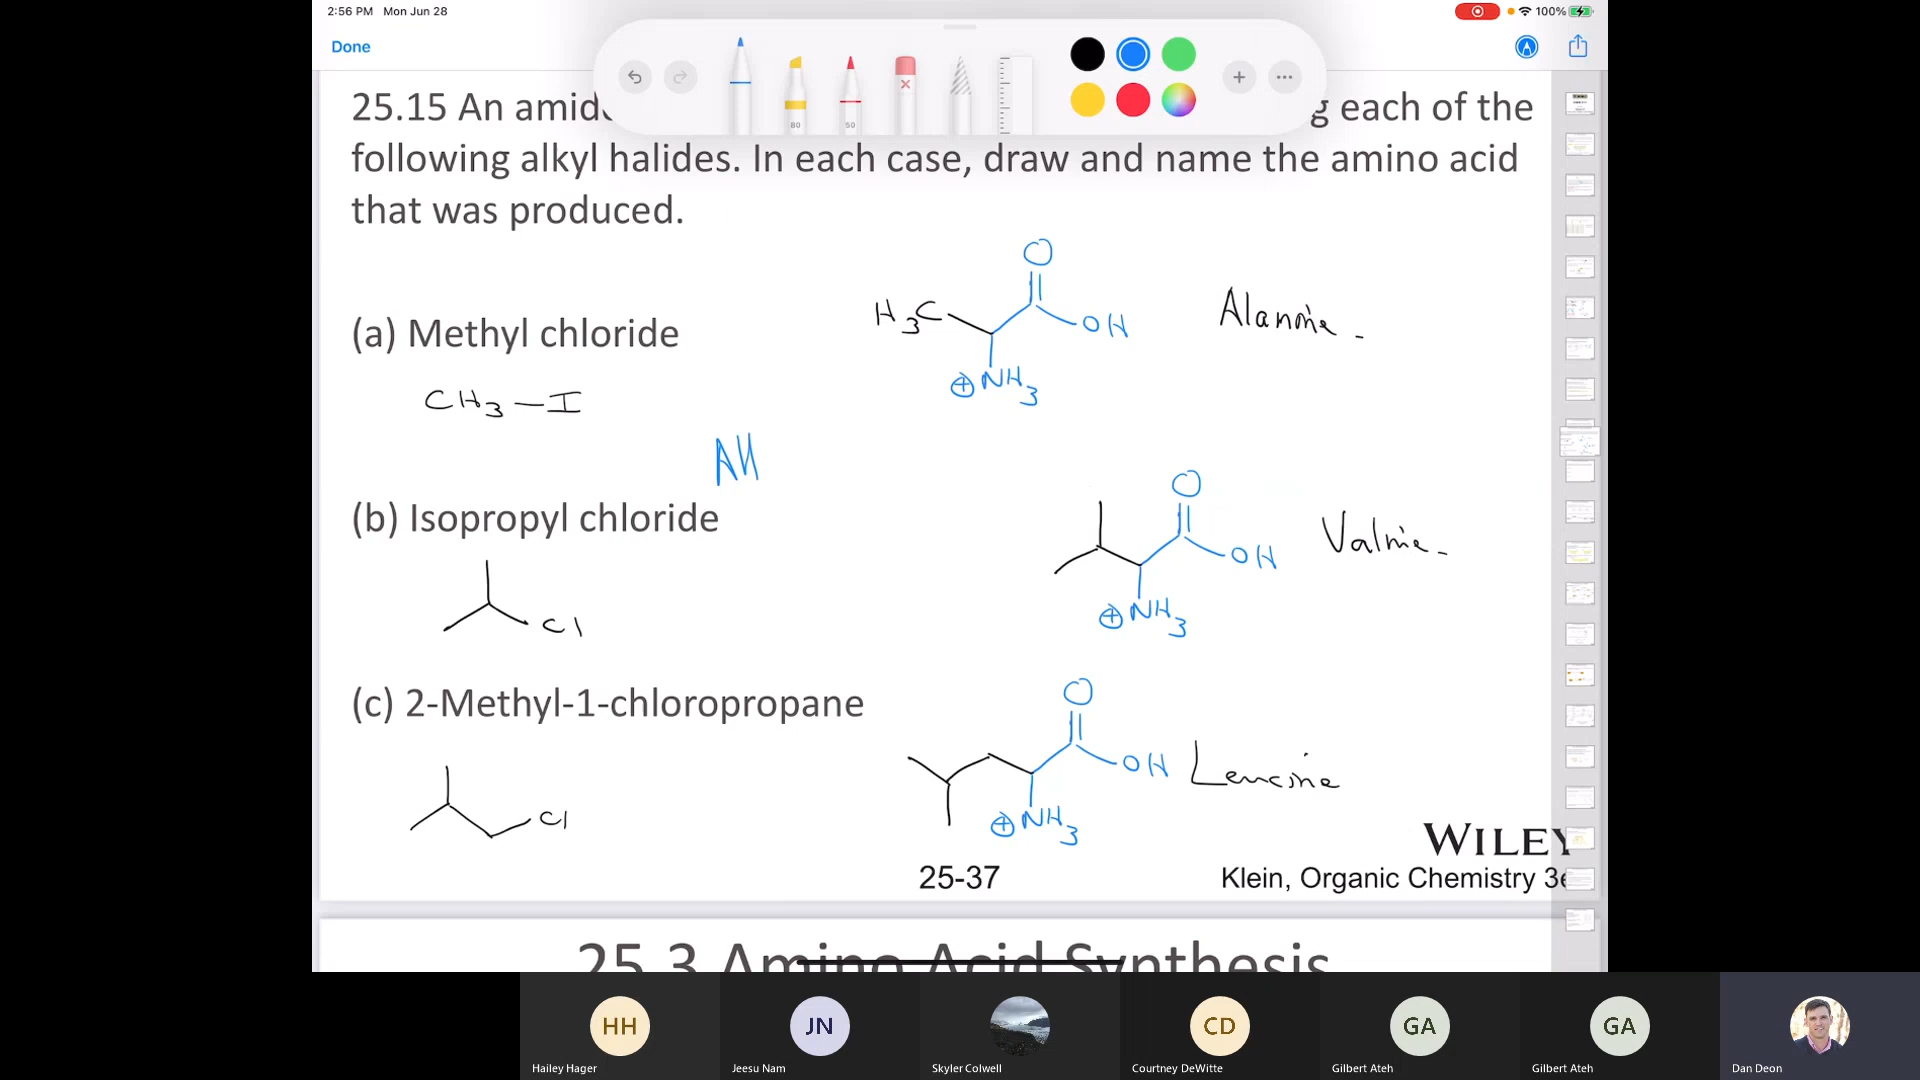 2:56 PM Mon Jun 28
100%
Done
80
50
25.15 An amid g each of the
following alkyl halides. In each case, draw and name the amino acid
that was produced.
O
H3C
OH
⊕NH3
Alanine.
(a) Methyl chloride
CH3-I
All
(b) Isopropyl chloride
Cl
O
OH
⊕NH3
Valine.
(c) 2-Methyl-1-chloropropane
Cl
O
OH
⊕NH3
Leucine
WILEY
25-37
Klein, Organic Chemistry 3e
25.3 Amino Acid Synthesis
HH
JN
CD
GA
GA
Hailey Hager
Jeesu Nam
Skyler Colwell
Courtney DeWitte
Gilbert Ateh
Gilbert Ateh
Dan Deon